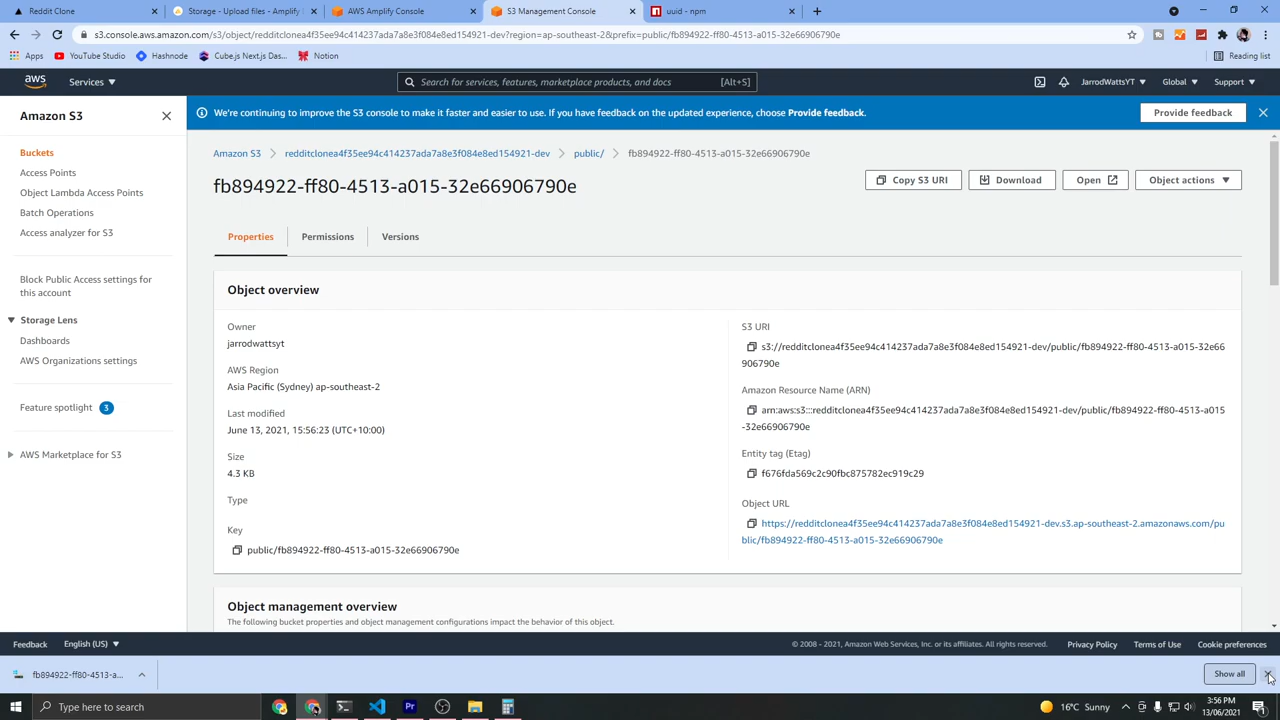 Reddit Clone
Storage - Uploads - Amplify
AWS Amplify Console
S3 Management Console
uuid - npm
s3.console.aws.amazon.com/s3/object/redditclonea4f35ee94c414237ada7a8e3f084e8ed154921-dev?region=ap-southeast-2&prefix=public/fb894922-ff80-4513-a015-32e66906790e
Apps
YouTube Studio
Hashnode
Cube.js Next.js Das...
Notion
Reading list
aws
Services
Search for services, features, marketplace products, and docs
[Alt+S]
JarrodWattsYT
Global
Support
Amazon S3
We're continuing to improve the S3 console to make it faster and easier to use. If you have feedback on the updated experience, choose Provide feedback.
Provide feedback
Buckets
Access Points
Object Lambda Access Points
Batch Operations
Access analyzer for S3
Block Public Access settings for
this account
Storage Lens
Dashboards
AWS Organizations settings
Feature spotlight 3
AWS Marketplace for S3
Amazon S3
redditclonea4f35ee94c414237ada7a8e3f084e8ed154921-dev
public/
fb894922-ff80-4513-a015-32e66906790e
fb894922-ff80-4513-a015-32e66906790e
Copy S3 URI
Download
Open
Object actions
Properties
Permissions
Versions
Object overview
Owner
jarrodwattsyt
AWS Region
Asia Pacific (Sydney) ap-southeast-2
Last modified
June 13, 2021, 15:56:23 (UTC+10:00)
Size
4.3 KB
Type
Key
public/fb894922-ff80-4513-a015-32e66906790e
S3 URI
s3://redditclonea4f35ee94c414237ada7a8e3f084e8ed154921-dev/public/fb894922-ff80-4513-a015-32e66
906790e
Amazon Resource Name (ARN)
arn:aws:s3:::redditclonea4f35ee94c414237ada7a8e3f084e8ed154921-dev/public/fb894922-ff80-4513-a015
-32e66906790e
Entity tag (Etag)
f676fda569c2c90fbc875782ec919c29
Object URL
https://redditclonea4f35ee94c414237ada7a8e3f084e8ed154921-dev.s3.ap-southeast-2.amazonaws.com/pu
blic/fb894922-ff80-4513-a015-32e66906790e
Object management overview
The following bucket properties and object management configurations impact the behavior of this object.
Feedback
English (US)
© 2008 - 2021, Amazon Web Services, Inc. or its affiliates. All rights reserved.
Privacy Policy
Terms of Use
Cookie preferences
fb894922-ff80-4513-a...
Show all
Type here to search
Pr
16°C Sunny
3:56 PM
13/06/2021